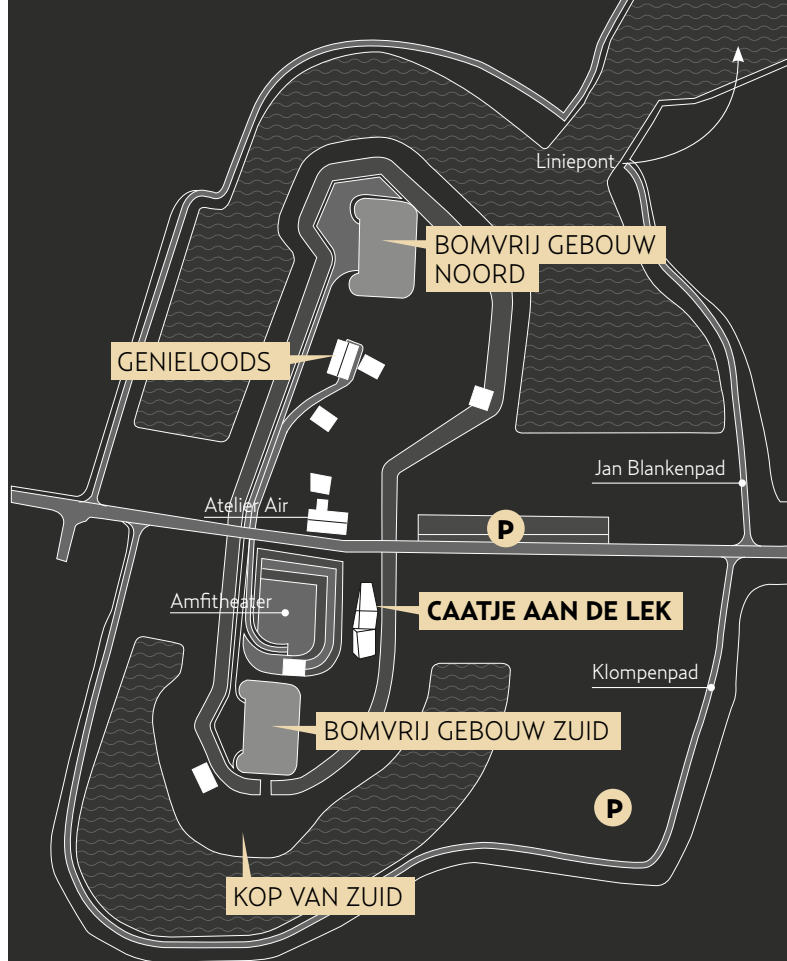 Liniepont
BOMVRIJ GEBOUW
NOORD
GENIELOODS
Jan Blankenpad
Atelier Air
P
Amfitheater
CAATJE AAN DE LEK
Klompenpad
BOMVRIJ GEBOUW ZUID
P
KOP VAN ZUID